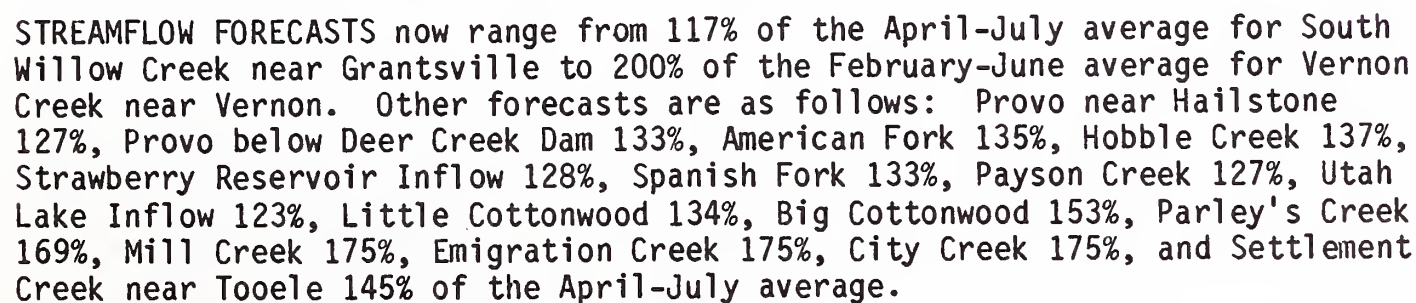 STREAMFLOW FORECASTS now range from 117% of the April-July average for South
Willow Creek near Grantsville to 200% of the February-June average for Vernon
Creek near Vernon. Other forecasts are as follows: Provo near Hailstone
127%, Provo below Deer Creek Dam 133%, American Fork 135%, Hobble Creek 137%,
Strawberry Reservoir Inflow 128%, Spanish Fork 133%, Payson Creek 127%, Utah
Lake Inflow 123%, Little Cottonwood 134%, Big Cottonwood 153%, Parley's Creek
169%, Mill Creek 175%, Emigration Creek 175%, City Creek 175%, and Settlement
Creek near Tooele 145% of the April-July average.